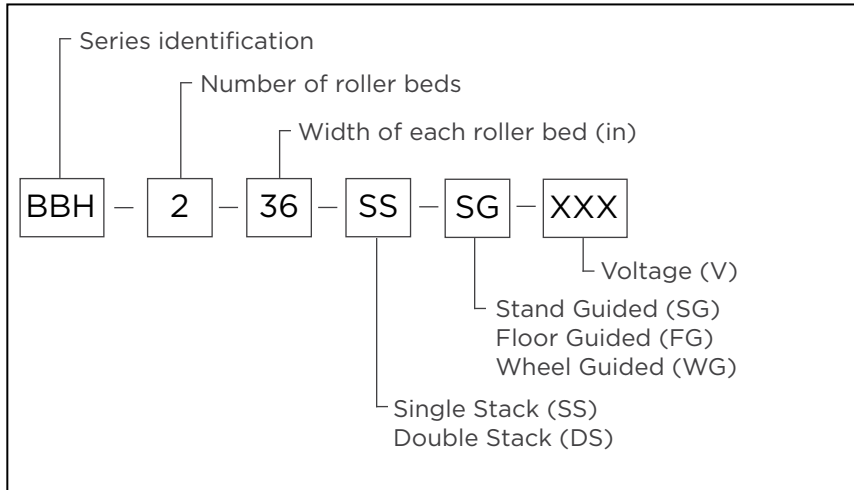 Series identification
Number of roller beds
Width of each roller bed (in)
BBH – 2 – 36 – SS – SG – XXX
Voltage (V)
Stand Guided (SG)
Floor Guided (FG)
Wheel Guided (WG)
Single Stack (SS)
Double Stack (DS)